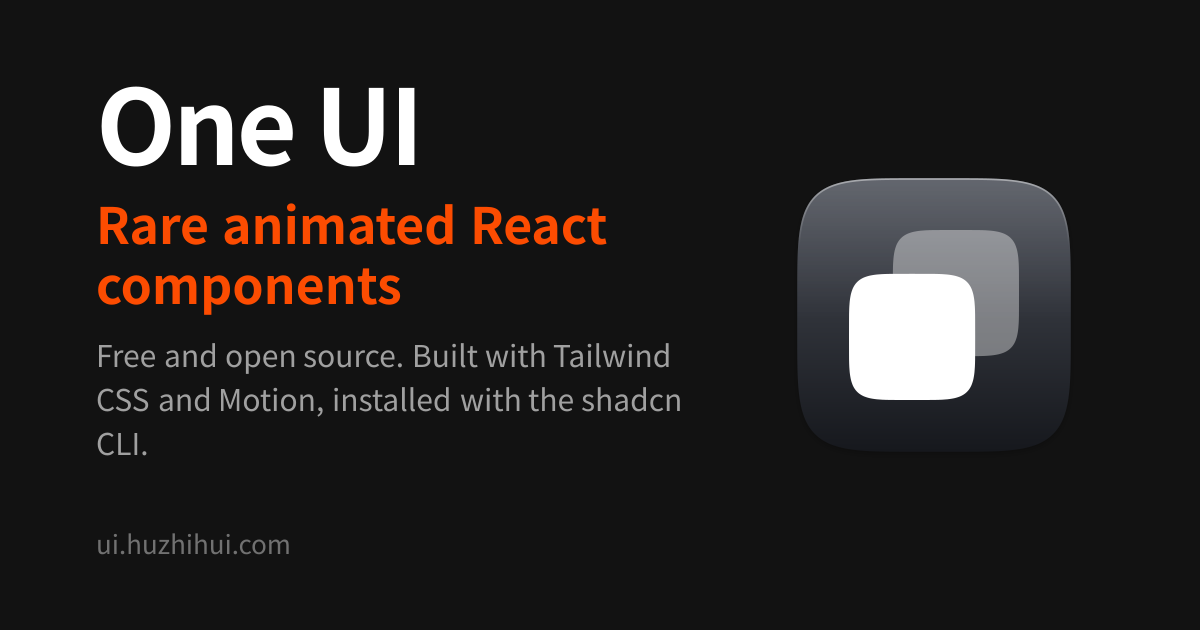 One UI
Rare animated React
components
Free and open source. Built with Tailwind
CSS and Motion, installed with the shadcn
CLI.
ui.huzhihui.com